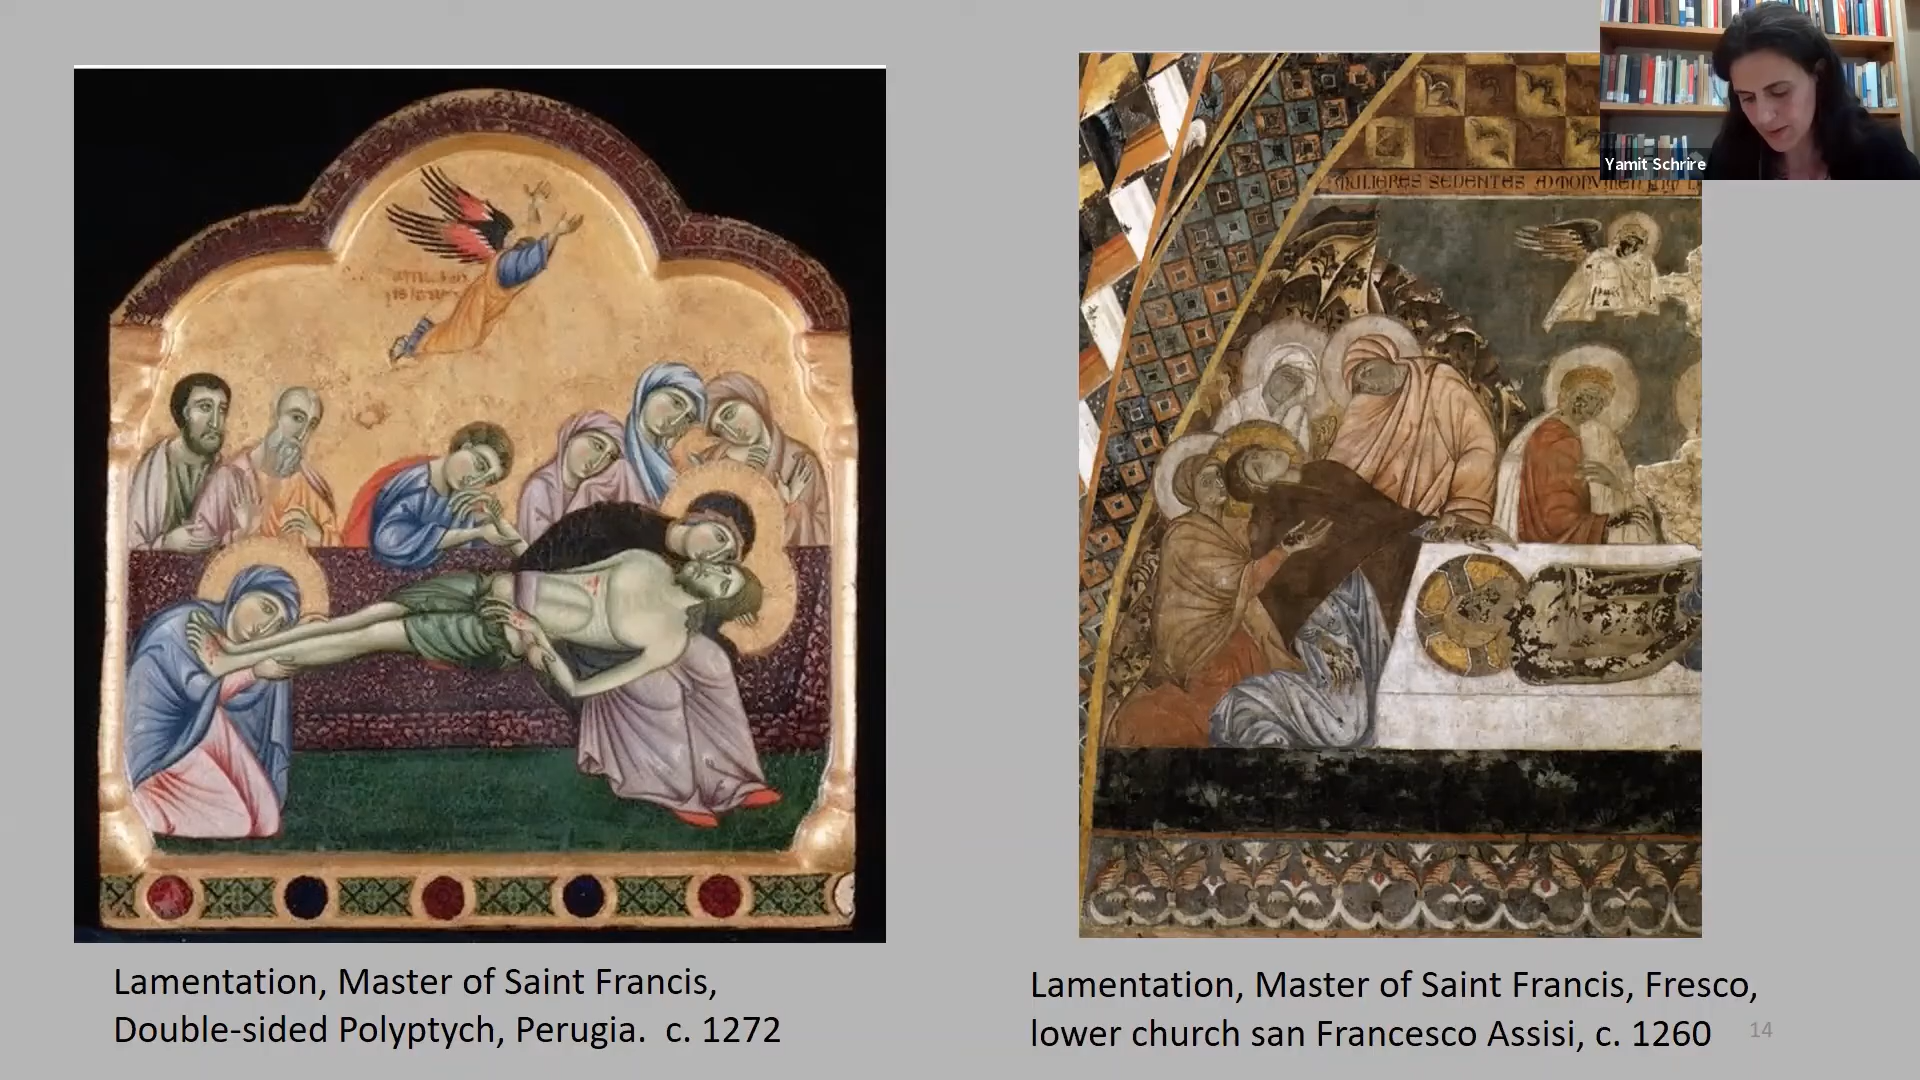 Yamit Schrire
MULIERES SEDENTES
Lamentation, Master of Saint Francis,
Double-sided Polyptych, Perugia.  c. 1272
Lamentation, Master of Saint Francis, Fresco,
lower church san Francesco Assisi, c. 1260
14